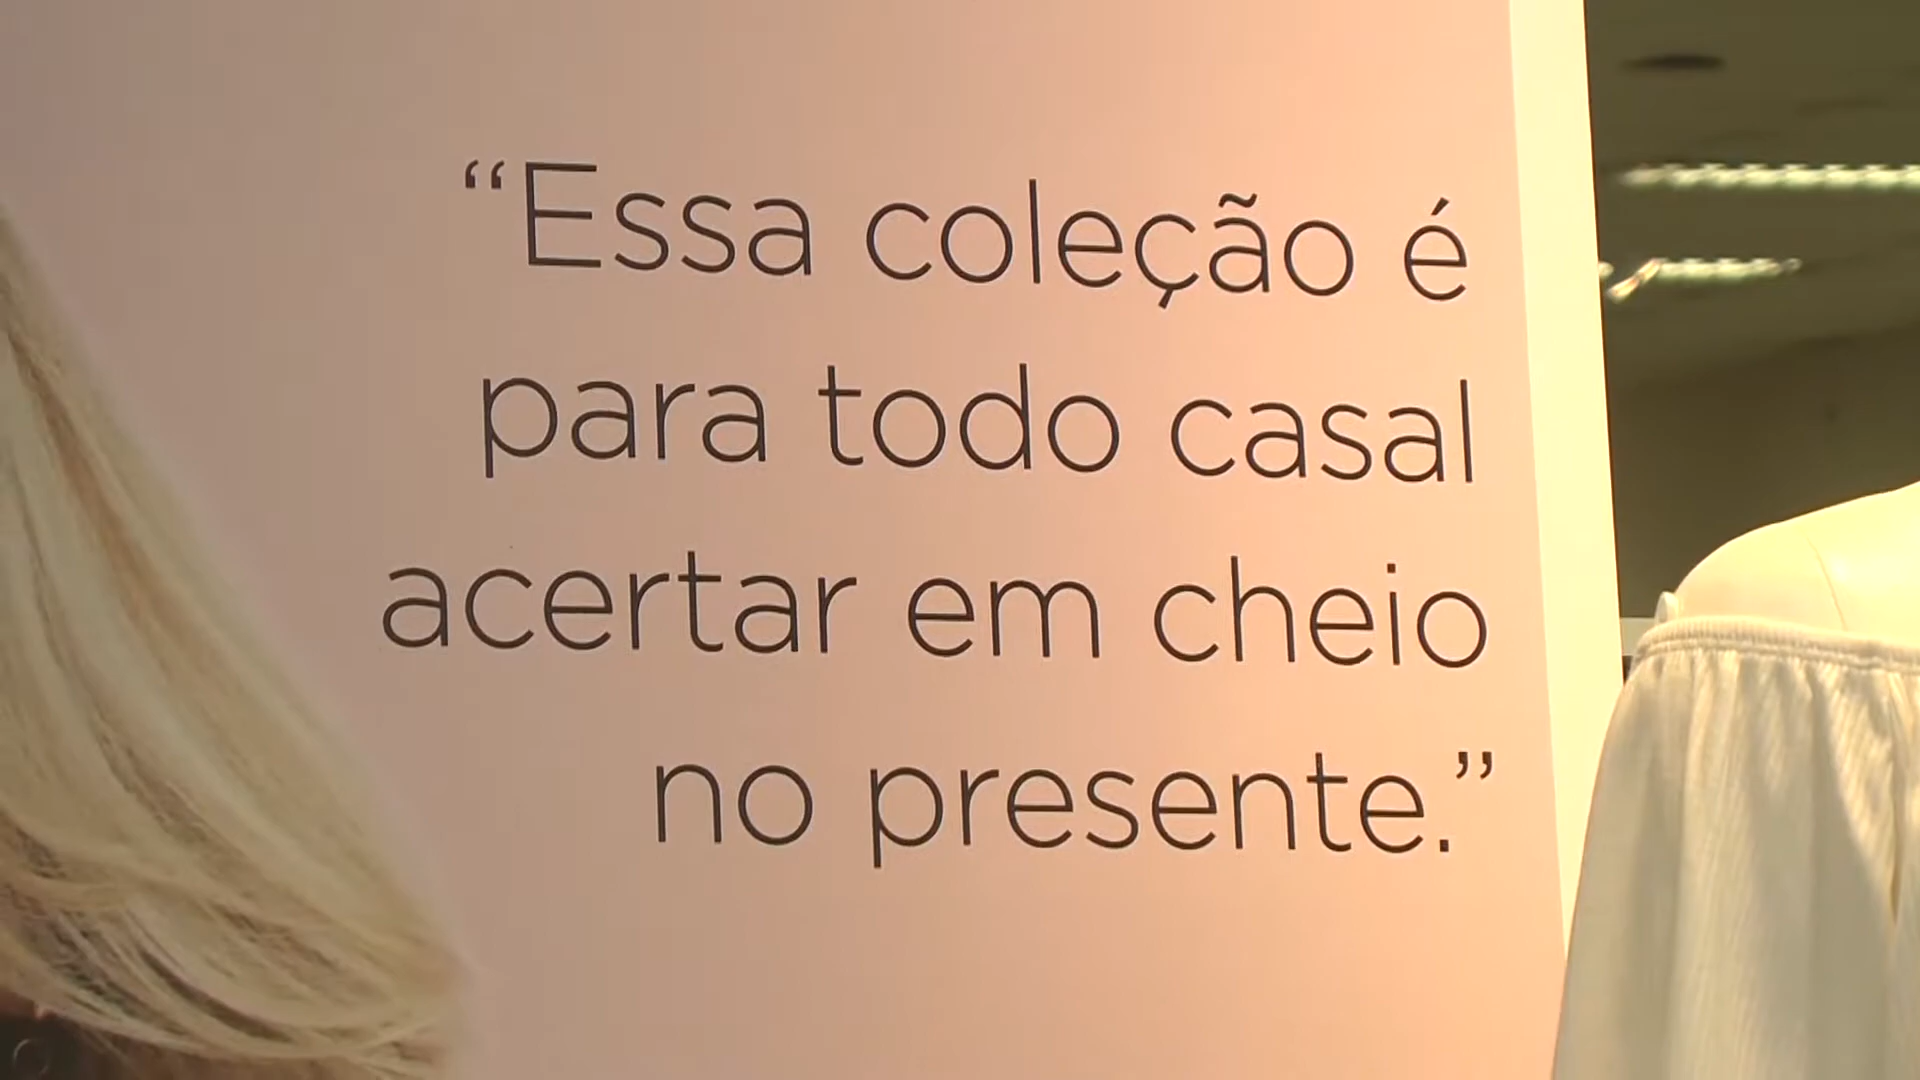 “Essa coleção é
para todo casal
acertar em cheio
no presente.”